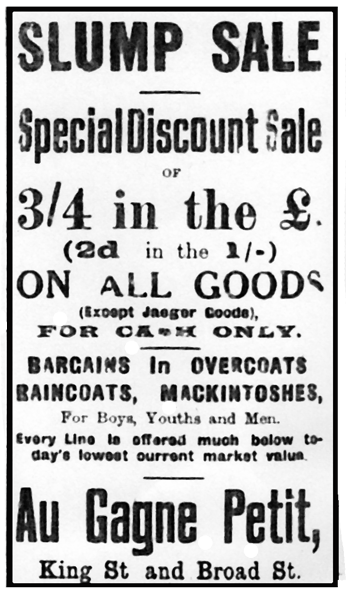 SLUMP SALE
Special Discount Sale
OF
3/4 in the £.
(2d in the 1/-)
ON ALL GOODS
(Except Jaeger Goods),
FOR CASH ONLY.
BARGAINS in OVERCOATS
RAINCOATS, MACKINTOSHES,
For Boys, Youths and Men.
Every Line is offered much below to-
day's lowest current market value.
Au Gagne Petit,
King St and Broad St.